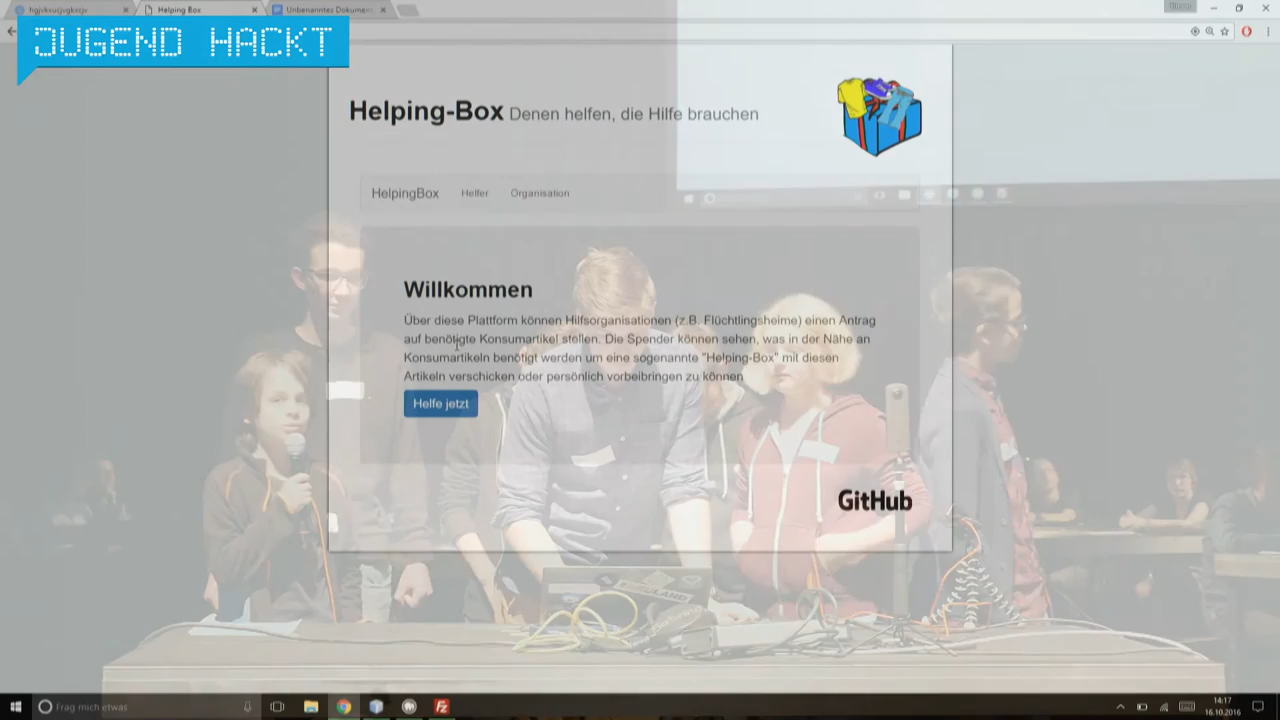 Helping Box
Unbenanntes Dokumen
JUGEND HACKT
Helping-Box Denen helfen, die Hilfe brauchen
HelpingBox Helfer Organisation
Willkommen
Über diese Plattform können Hilfsorganisationen (z.B. Flüchtlingsheime) einen Antrag
auf benötigte Konsumartikel stellen. Die Spender können sehen, was in der Nähe an
Konsumartikeln benötigt werden um eine sogenannte "Helping-Box" mit diesen
Artikeln verschicken oder persönlich vorbeibringen zu können
Helfe jetzt
GitHub
Frag mich etwas
14:17
16.10.2016